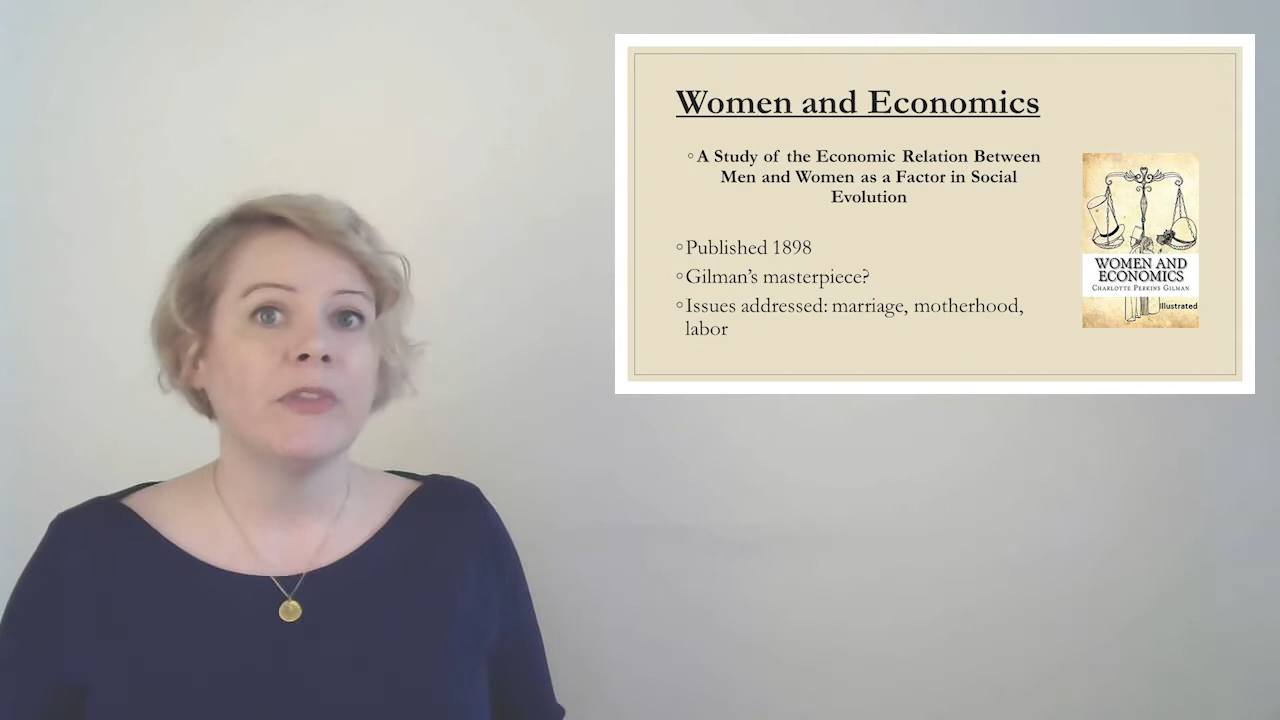 Women and Economics
◦A Study of the Economic Relation Between
Men and Women as a Factor in Social
Evolution
◦Published 1898
◦Gilman's masterpiece?
◦Issues addressed: marriage, motherhood,
labor
WOMEN AND
ECONOMICS
CHARLOTTE PERKINS GILMAN
Illustrated